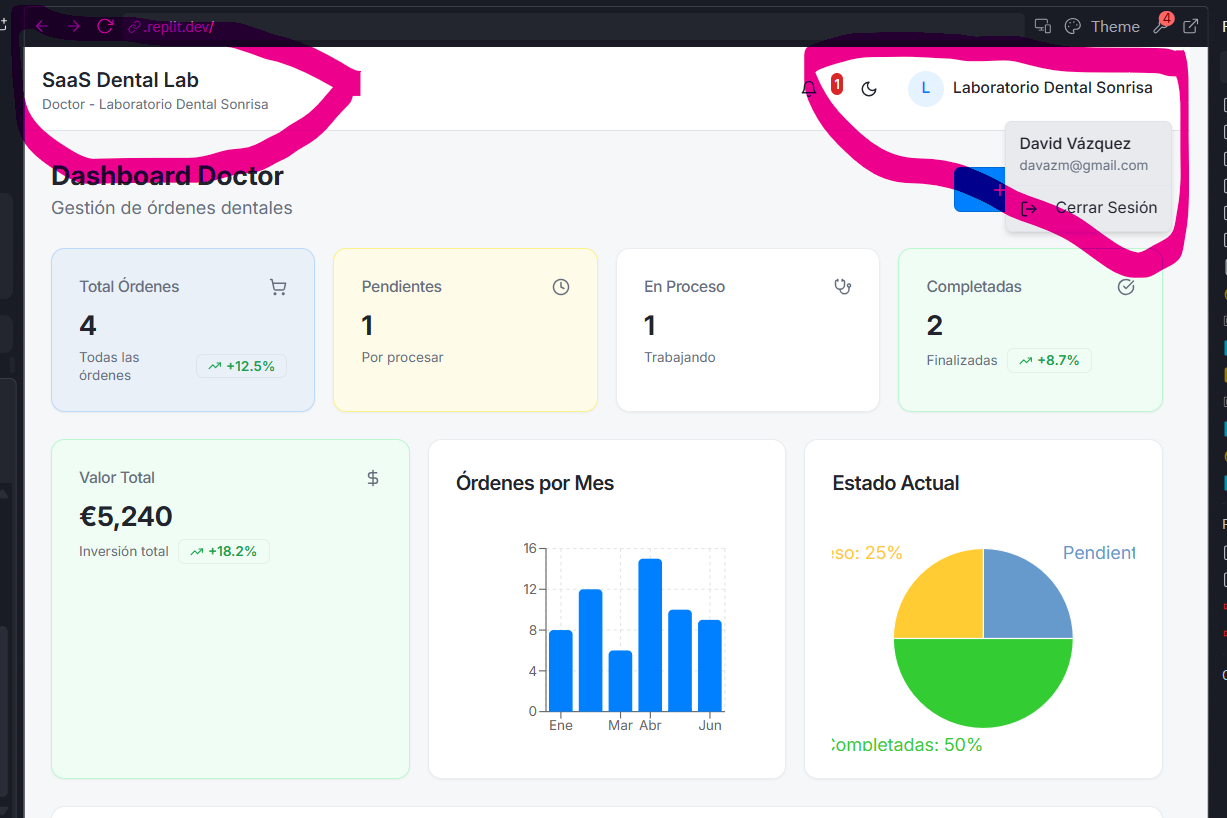 .replit.dev/
Theme
4
SaaS Dental Lab
Doctor - Laboratorio Dental Sonrisa
1
L
Laboratorio Dental Sonrisa
David Vázquez
davazm@gmail.com
Cerrar Sesión
Dashboard Doctor
Gestión de órdenes dentales
+
Total Órdenes
4
Todas las
órdenes
+12.5%
Pendientes
1
Por procesar
En Proceso
1
Trabajando
Completadas
2
Finalizadas
+8.7%
Valor Total
$
€5,240
Inversión total
+18.2%
Órdenes por Mes
16
12
8
4
0
Ene
Mar
Abr
Jun
Estado Actual
eso: 25%
Pendient
Completadas: 50%